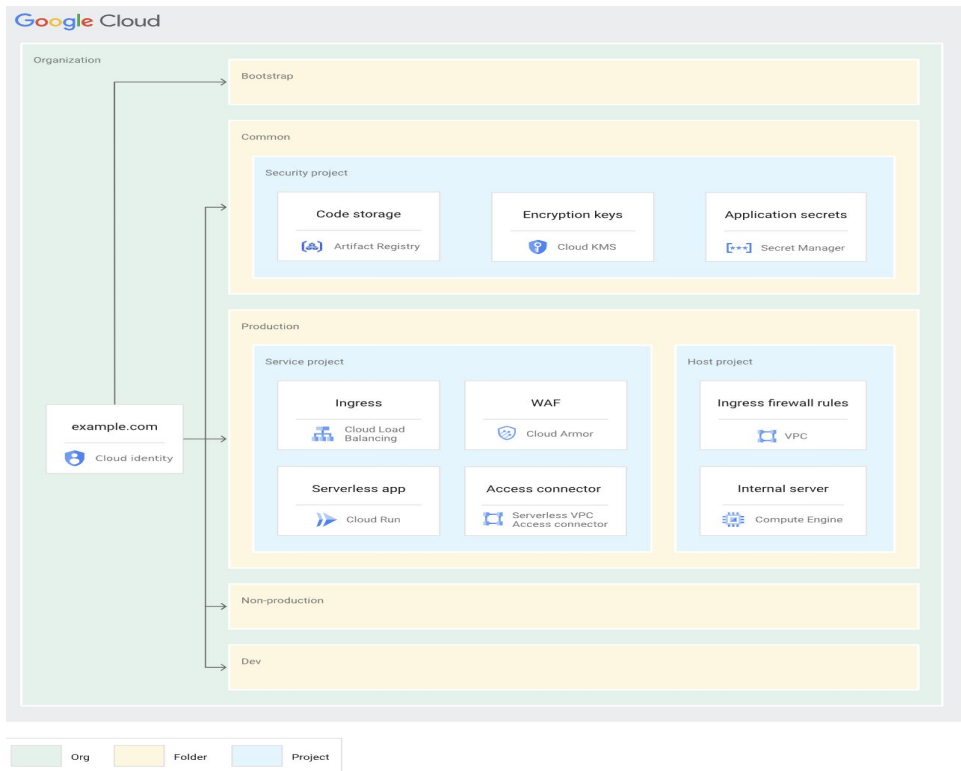 Google Cloud
Organization
Bootstrap
Common
Security project
Code storage
Artifact Registry
Encryption keys
Cloud KMS
Application secrets
Secret Manager
Production
Service project
Ingress
Cloud Load
Balancing
WAF
Cloud Armor
Serverless app
Cloud Run
Access connector
Serverless VPC
Access connector
Host project
Ingress firewall rules
VPC
Internal server
Compute Engine
example.com
Cloud identity
Non-production
Dev
Org
Folder
Project